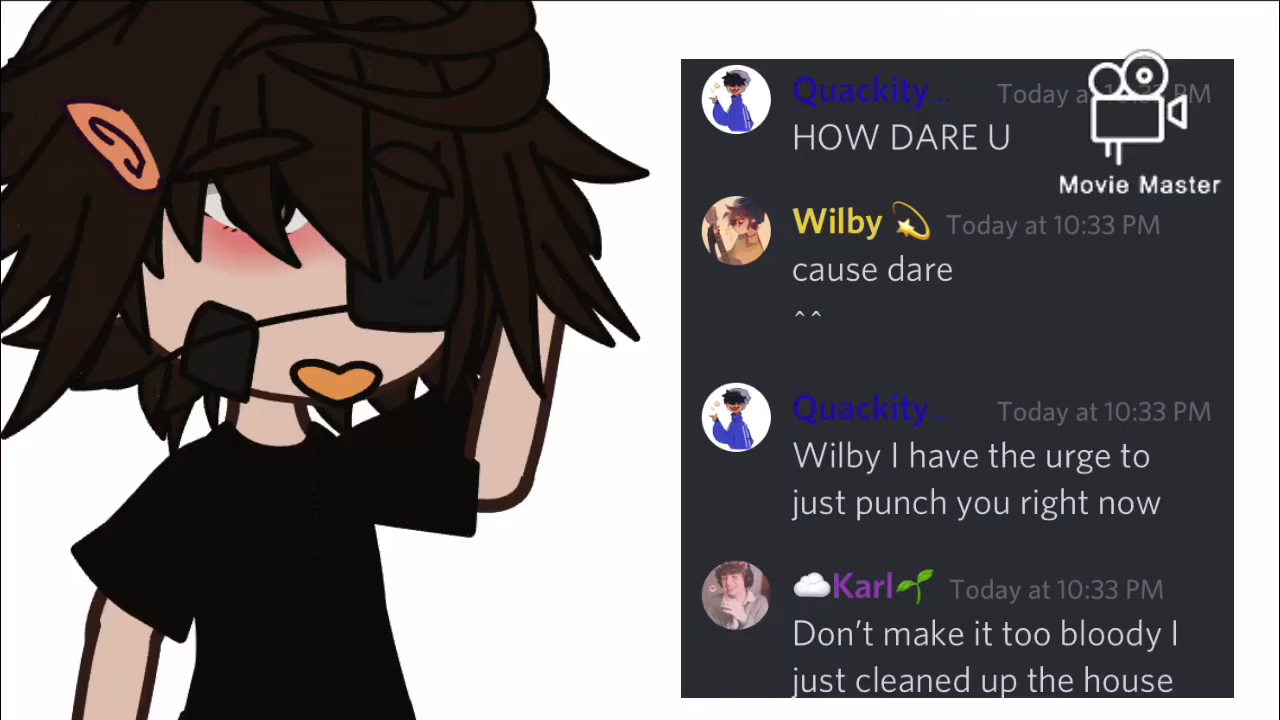 Quackity... Today a
HOW DARE U
Movie Master
Wilby 💫 Today at 10:33 PM
cause dare
^^
Quackity... Today at 10:33 PM
Wilby I have the urge to
just punch you right now
☁️Karl🌱 Today at 10:33 PM
Don't make it too bloody I
just cleaned up the house